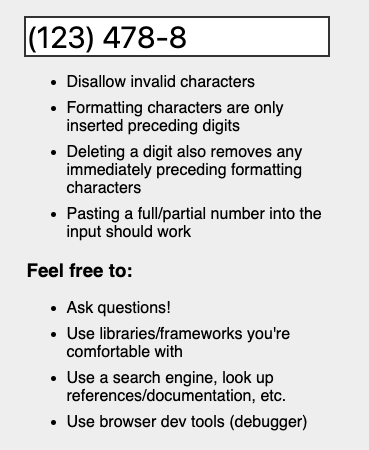 (123) 478-8
• Disallow invalid characters
• Formatting characters are only
inserted preceding digits
• Deleting a digit also removes any
immediately preceding formatting
characters
• Pasting a full/partial number into the
input should work
Feel free to:
• Ask questions!
• Use libraries/frameworks you're
comfortable with
• Use a search engine, look up
references/documentation, etc.
• Use browser dev tools (debugger)